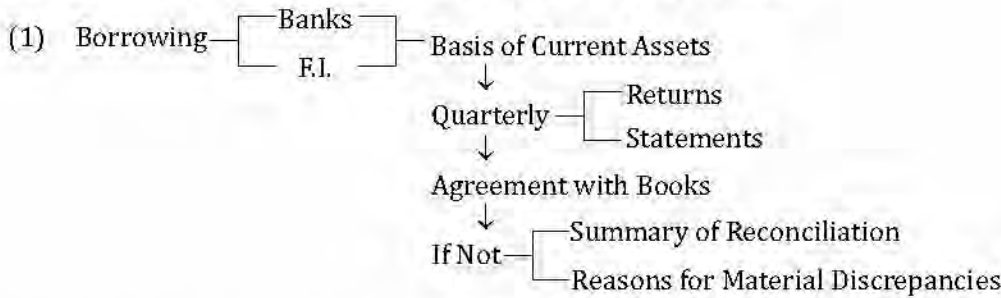 Banks
(1) Borrowing
F.I.
Basis of Current Assets
Returns
Quarterly
Statements
Agreement with Books
Summary of Reconciliation
If Not
Reasons for Material Discrepancies